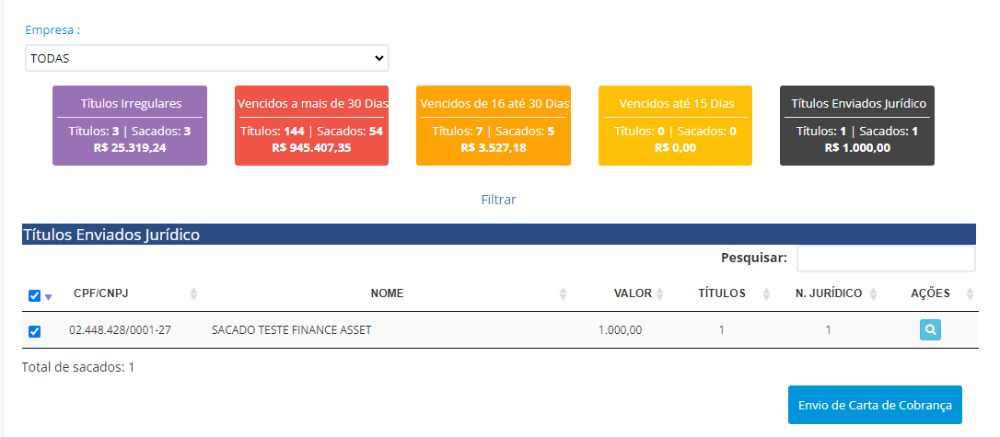 Empresa :
TODAS
Títulos Irregulares
Títulos: 3 | Sacados: 3
R$ 25.319,24
Vencidos a mais de 30 Dias
Títulos: 144 | Sacados: 54
R$ 945.407,35
Vencidos de 16 até 30 Dias
Títulos: 7 | Sacados: 5
R$ 3.527,18
Vencidos até 15 Dias
Títulos: 0 | Sacados: 0
R$ 0,00
Títulos Enviados Jurídico
Títulos: 1 | Sacados: 1
R$ 1.000,00
Filtrar
Títulos Enviados Jurídico
Pesquisar:
CPF/CNPJ NOME VALOR TÍTULOS N. JURÍDICO AÇÕES
02.448.428/0001-27 SACADO TESTE FINANCE ASSET 1.000,00 1 1
Total de sacados: 1
Envio de Carta de Cobrança